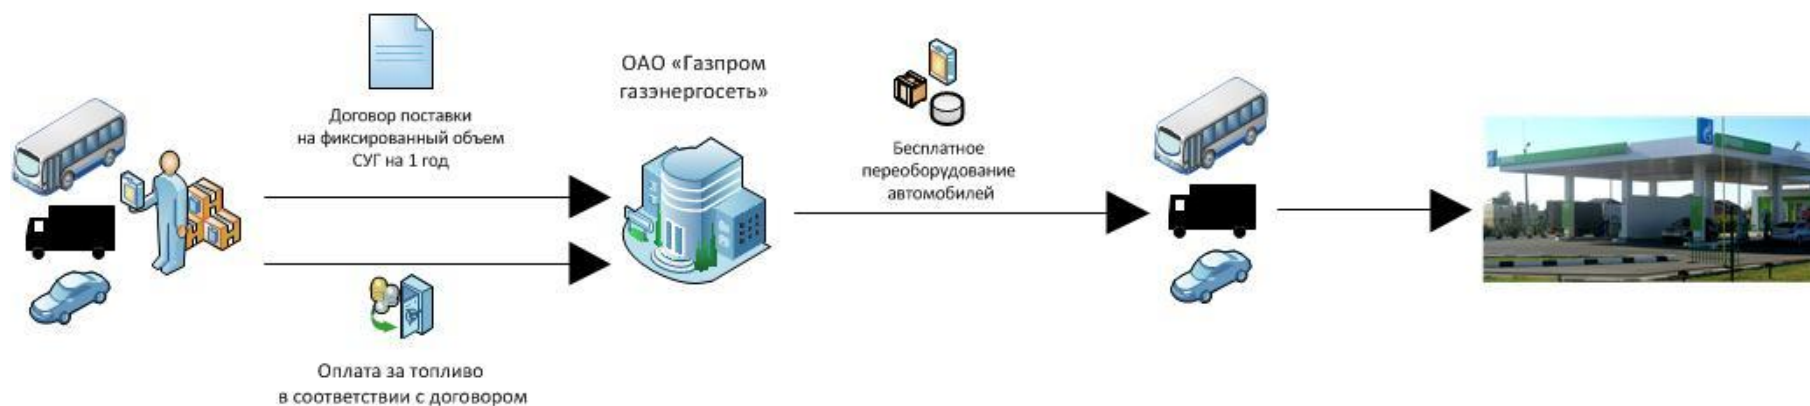 Договор поставки
на фиксированный объем
СУГ на 1 год
Оплата за топливо
в соответствии с договором
ОАО «Газпром
газэнергосеть»
Бесплатное
переоборудование
автомобилей